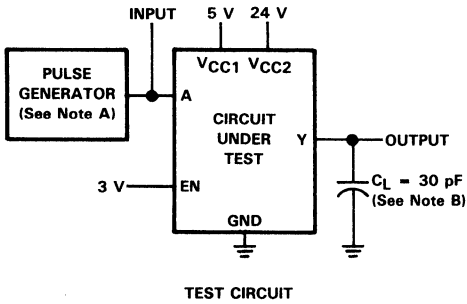 INPUT
5 V 24 V
PULSE
GENERATOR
(See Note A)
VCC1 VCC2
A
CIRCUIT
UNDER
TEST
Y
OUTPUT
3 V
EN
GND
CL = 30 pF
(See Note B)
TEST CIRCUIT